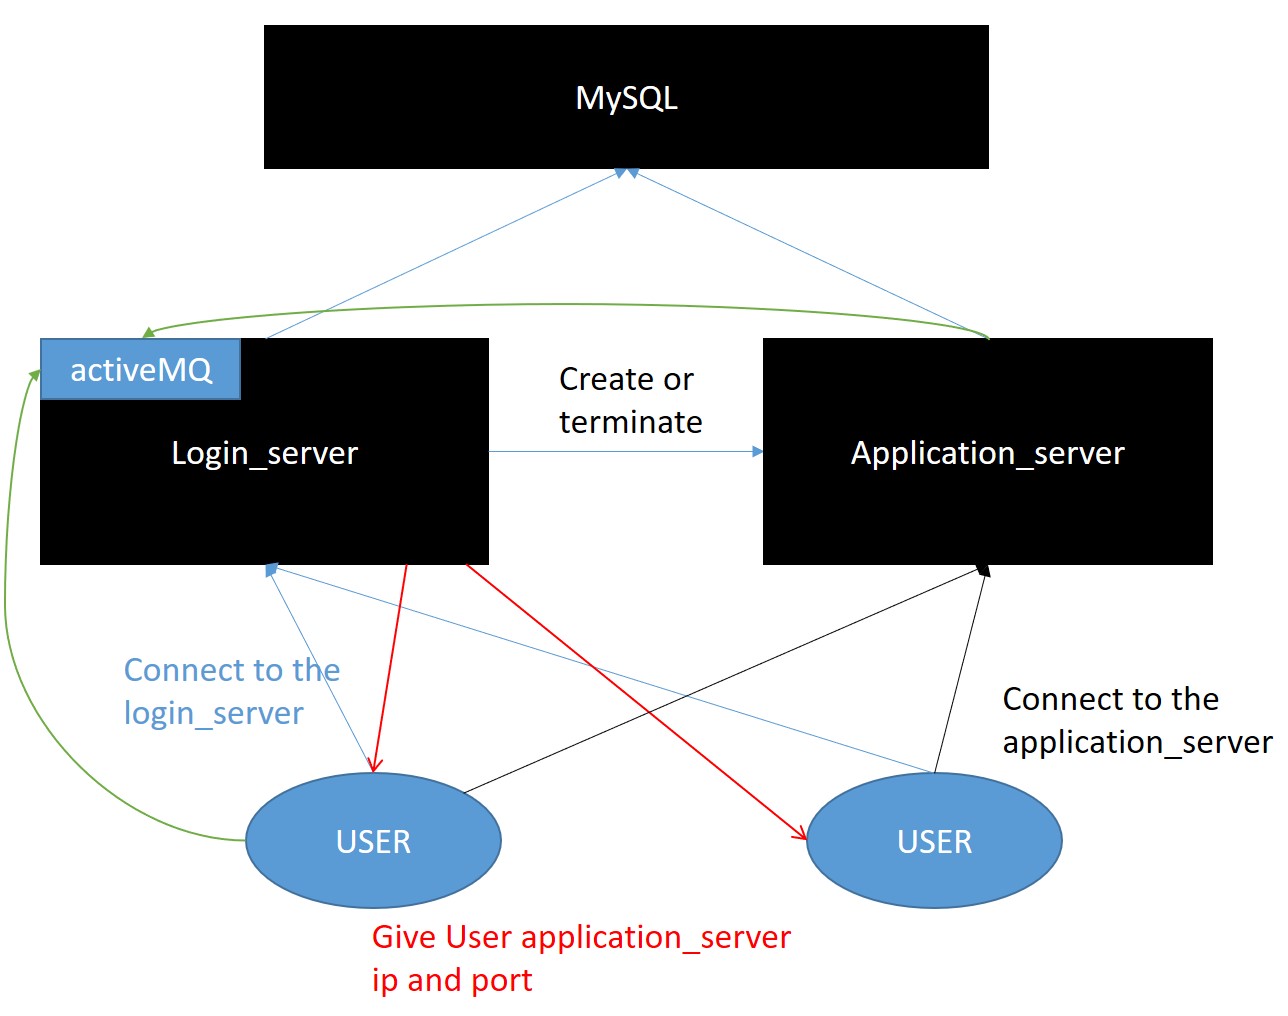 MySQL
activeMQ
Create or
terminate
Login_server
Application_server
Connect to the
login_server
Connect to the
application_server
USER
USER
Give User application_server
ip and port